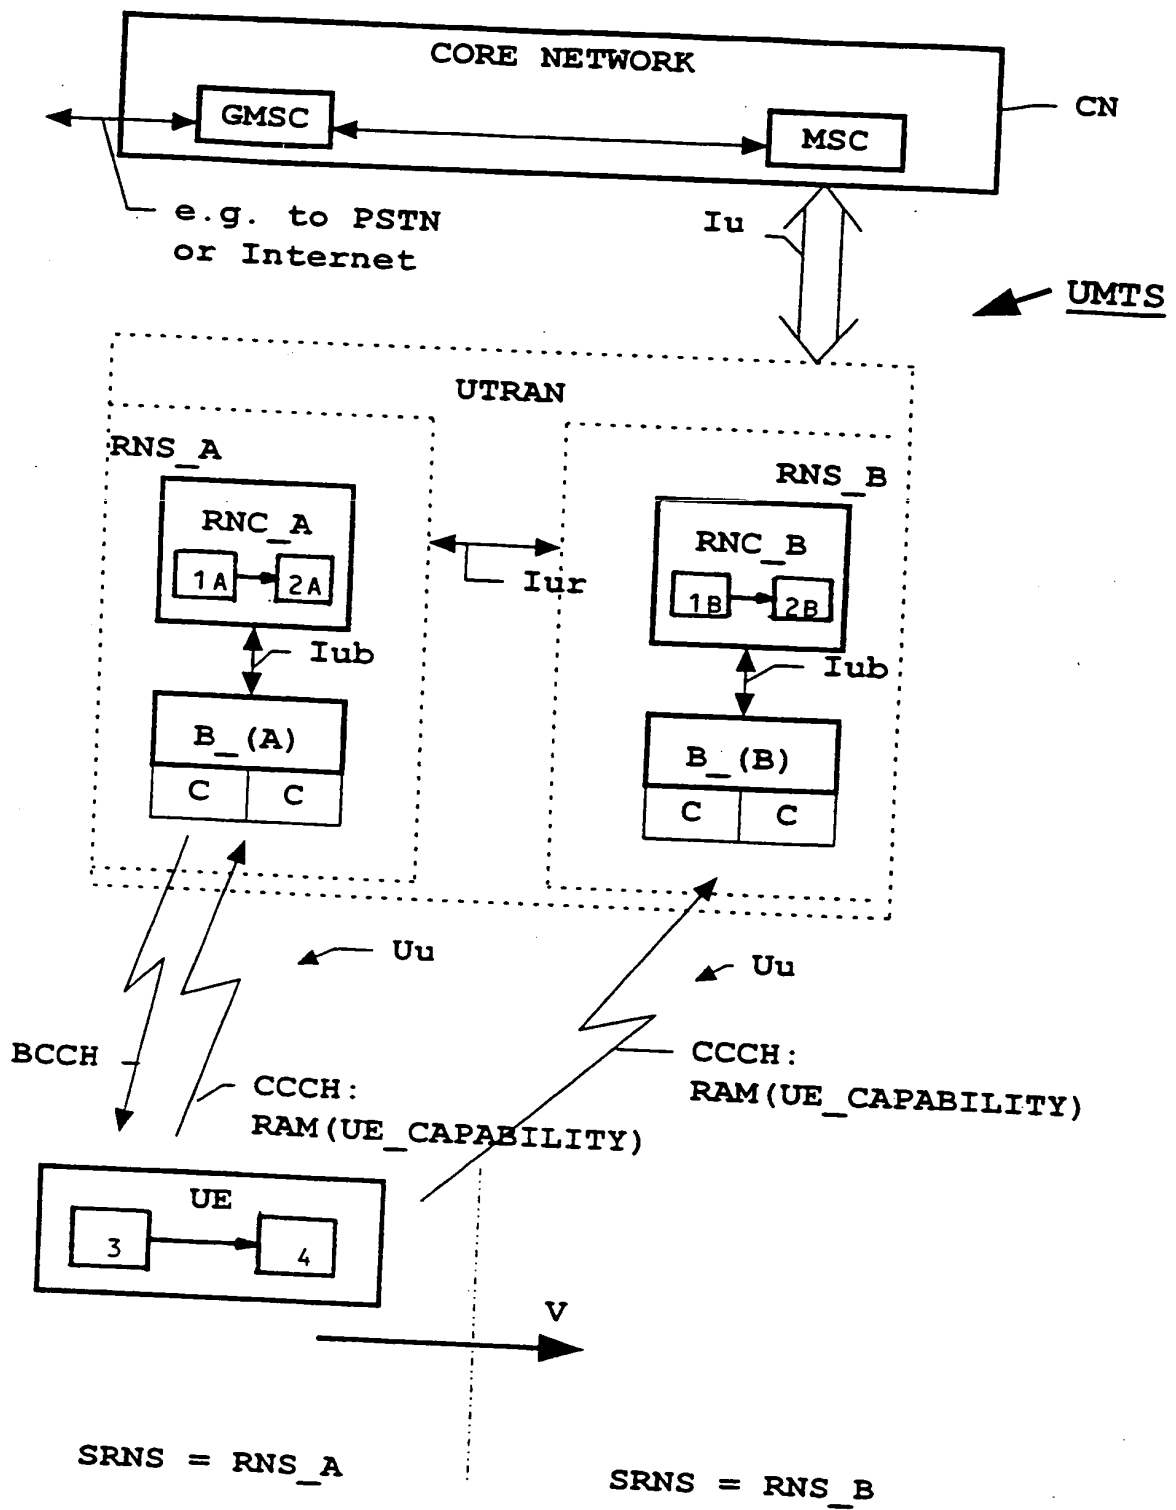 CORE NETWORK
GMSC
MSC
CN
e.g. to PSTN
or Internet
Iu
UMTS
UTRAN
RNS_A
RNS_B
RNC_A
1A
2A
RNC_B
1B
2B
Iur
Iub
Iub
B_(A)
C
C
B_(B)
C
C
Uu
Uu
BCCH
CCCH:
RAM(UE_CAPABILITY)
CCCH:
RAM(UE_CAPABILITY)
UE
3
4
V
SRNS = RNS_A
SRNS = RNS_B